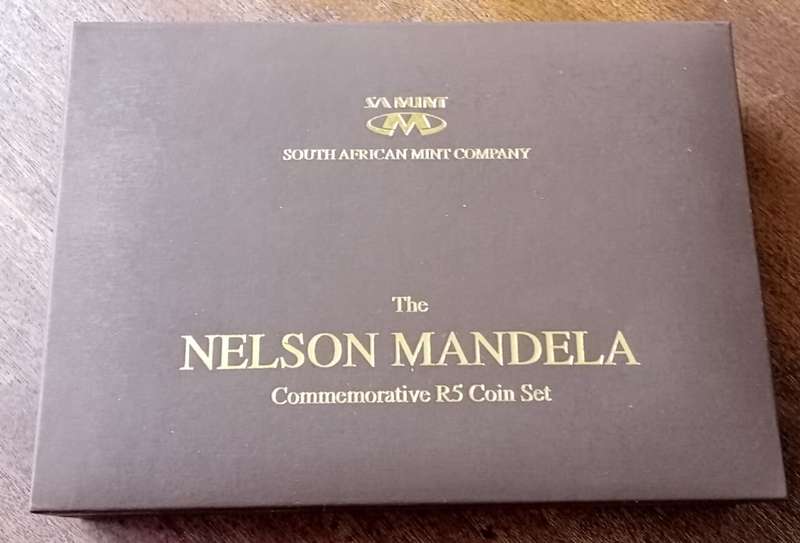 SA MINT
M
SOUTH AFRICAN MINT COMPANY
The
NELSON MANDELA
Commemorative R5 Coin Set